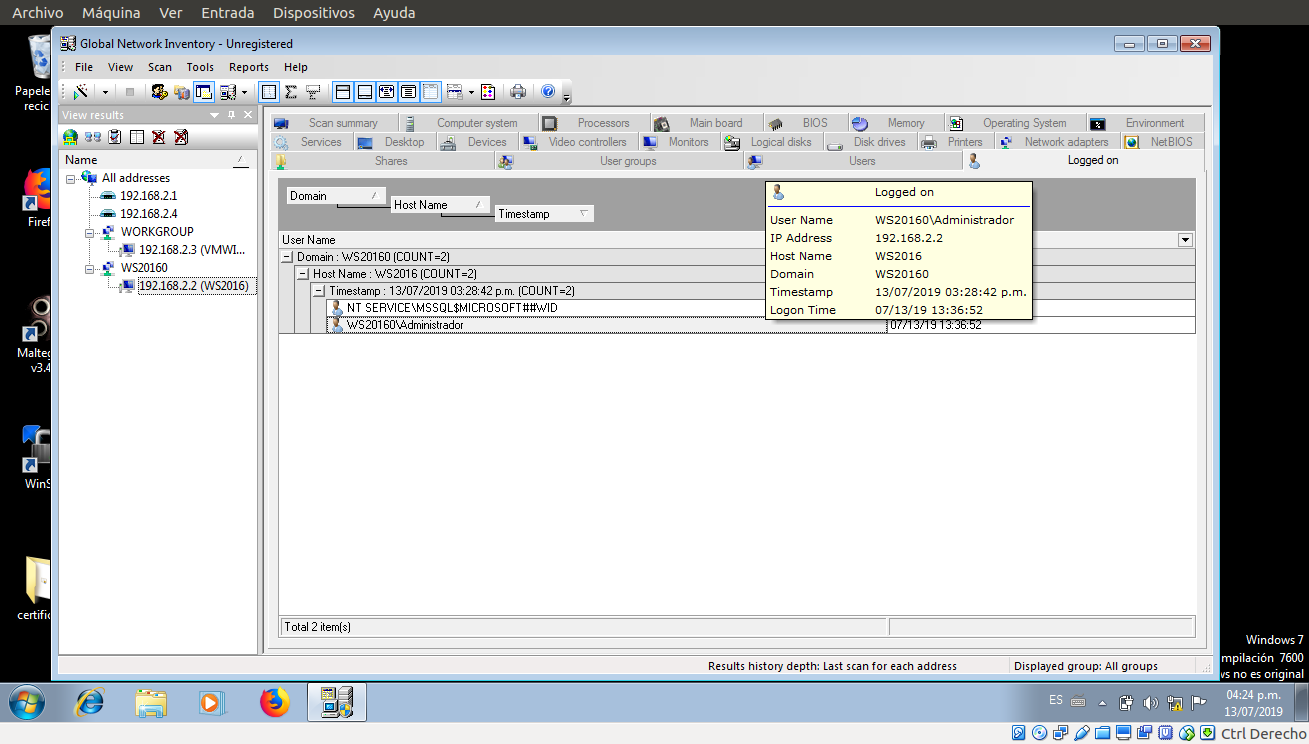 Archivo Máquina Ver Entrada Dispositivos Ayuda
Global Network Inventory - Unregistered
File View Scan Tools Reports Help
View results
Name
All addresses
192.168.2.1
192.168.2.4
WORKGROUP
192.168.2.3 (VMWI...
WS20160
192.168.2.2 (WS2016)
Scan summary Computer system Processors Main board BIOS Memory Operating System Environment
Services Desktop Devices Video controllers Monitors Logical disks Disk drives Printers Network adapters NetBIOS
Shares User groups Users Logged on
Domain
Host Name
Timestamp
User Name
Domain : WS20160 (COUNT=2)
Host Name : WS2016 (COUNT=2)
Timestamp : 13/07/2019 03:28:42 p.m. (COUNT=2)
NT SERVICE\MSSQL$MICROSOFT##WID
WS20160\Administrador 07/13/19 13:36:52
Logged on
User Name WS20160\Administrador
IP Address 192.168.2.2
Host Name WS2016
Domain WS20160
Timestamp 13/07/2019 03:28:42 p.m.
Logon Time 07/13/19 13:36:52
Total 2 item(s)
Results history depth: Last scan for each address Displayed group: All groups
Papele
recic
Firef
Malteg
v3.4
WinS
certific
Windows 7
mpilación 7600
ws no es original
ES
04:24 p.m.
13/07/2019
Ctrl Derecho